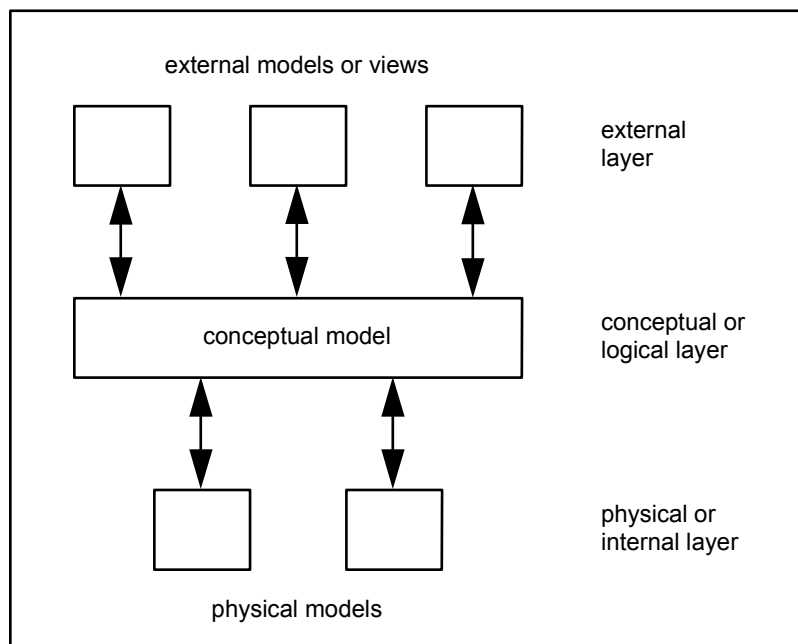 external models or views
external
layer
conceptual model
conceptual or
logical layer
physical or
internal layer
physical models